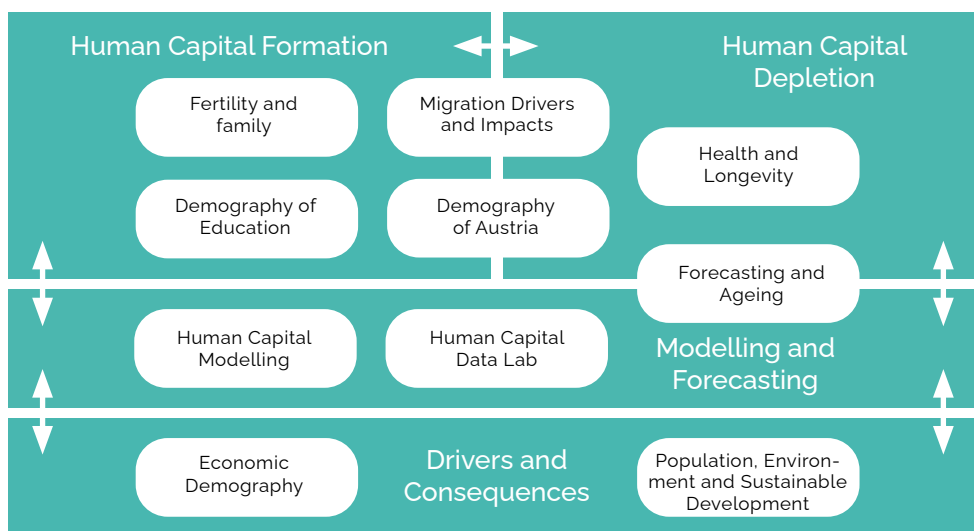 Human Capital Formation
Human Capital
Depletion
Fertility and
family
Migration Drivers
and Impacts
Health and
Longevity
Demography of
Education
Demography
of Austria
Forecasting and
Ageing
Human Capital
Modelling
Human Capital
Data Lab
Modelling and
Forecasting
Economic
Demography
Drivers and
Consequences
Population, Environ-
ment and Sustainable
Development